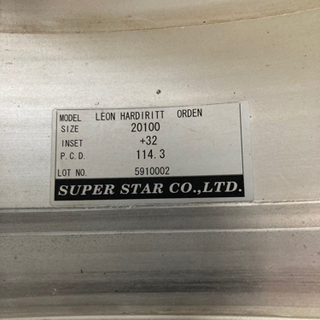 MODEL LEON HARDIRITT ORDEN
SIZE 20100
INSET +32
P.C.D. 114.3
LOT NO. 5910002
SUPER STAR CO.,LTD.